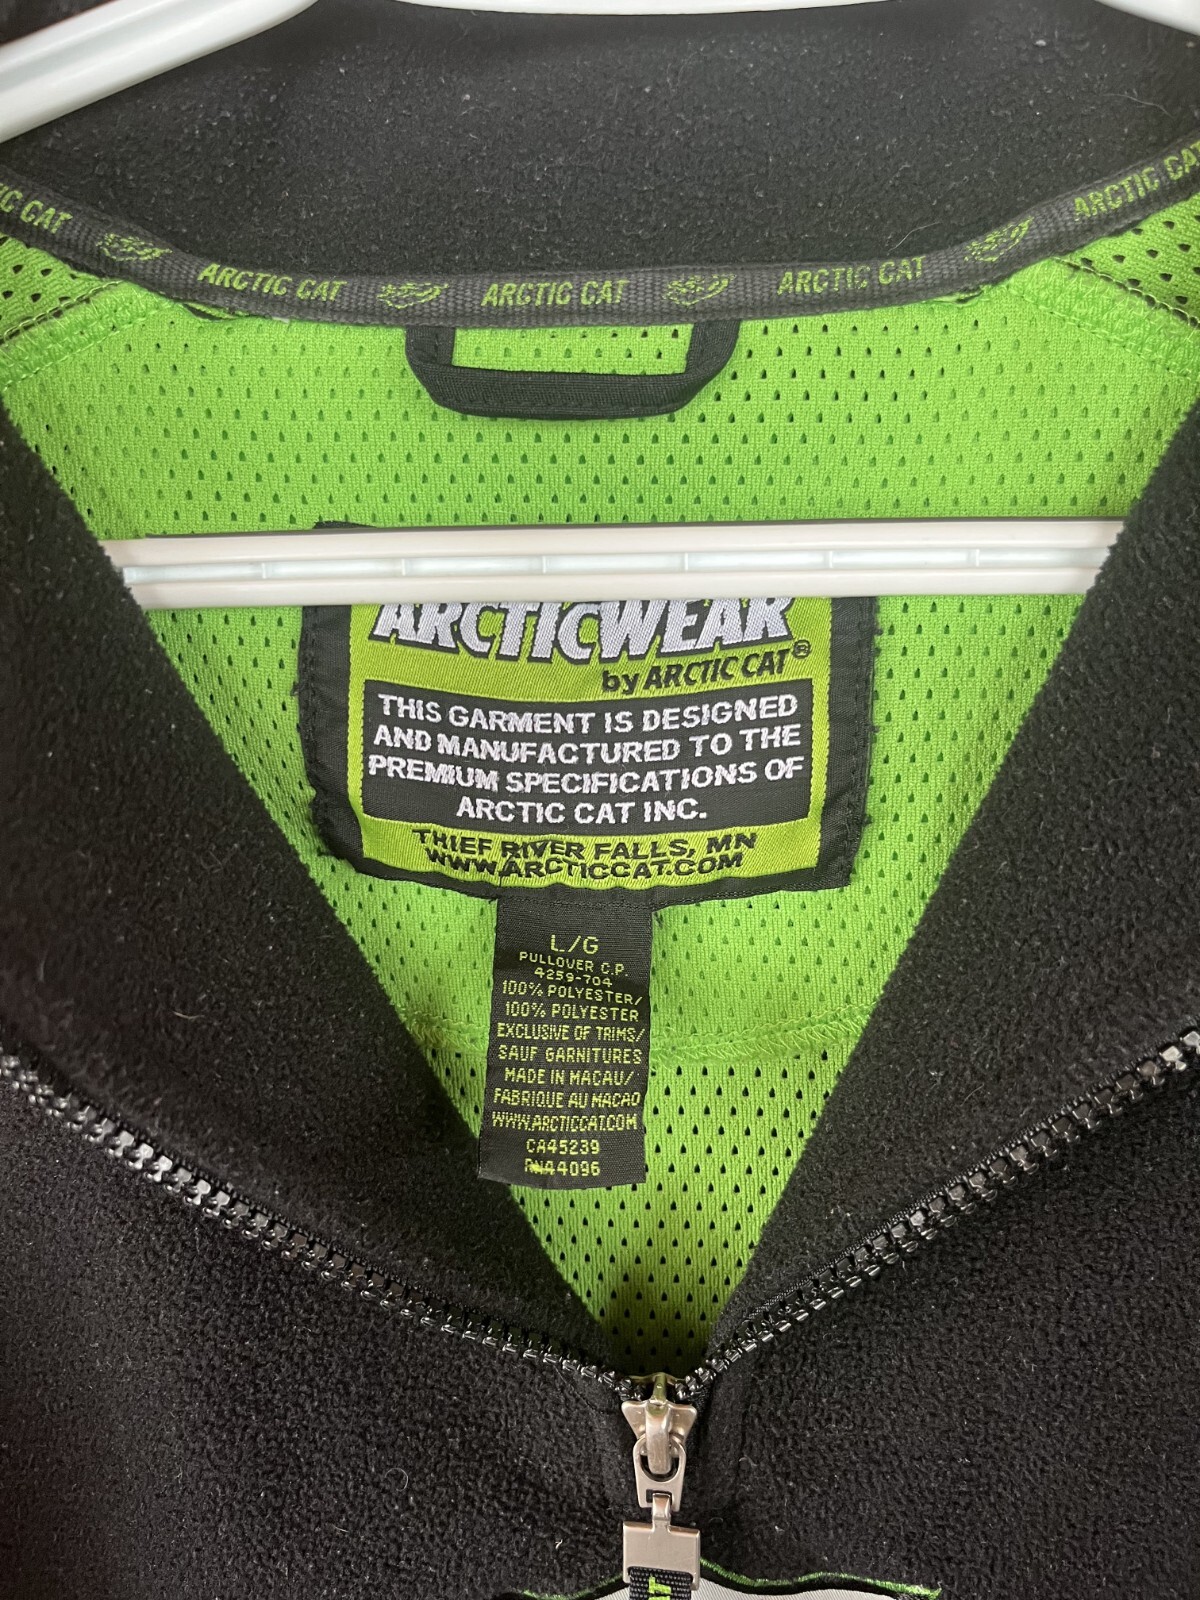 ARCTIC CAT ARCTIC CAT ARCTIC CAT ARCTIC
ARCTICWEAR
by ARCTIC CAT®
THIS GARMENT IS DESIGNED
AND MANUFACTURED TO THE
PREMIUM SPECIFICATIONS OF
ARCTIC CAT INC.
THIEF RIVER FALLS, MN
WWW.ARCTICCAT.COM
L/G
PULLOVER C.P.
4259-704
100% POLYESTER/
100% POLYESTER
EXCLUSIVE OF TRIMS/
SAUF GARNITURES
MADE IN MACAU/
FABRIQUE AU MACAO
WWW.ARCTICCAT.COM
CA45239
RN44096